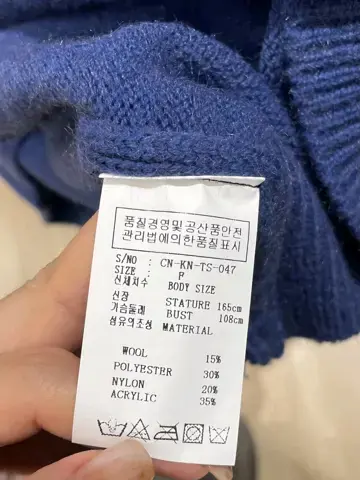 품질경영및공산품안전
관리법에의한품질표시
S/NO : CN-KN-TS-047
SIZE : F
신체치수 BODY SIZE
신장 STATURE 165cm
가슴둘레 BUST 108cm
섬유의조성 MATERIAL
WOOL 15%
POLYESTER 30%
NYLON 20%
ACRYLIC 35%